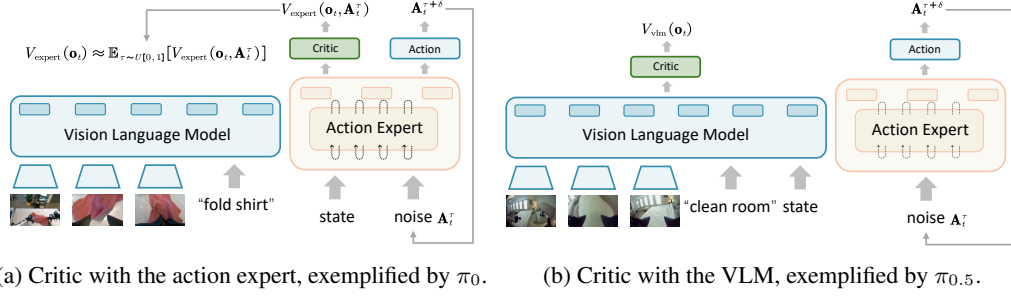 V_expert(𝐨_t, 𝐀_t^τ)
𝐀_t^{τ+δ}
V_expert(𝐨_t) ≈ 𝔼_{τ∼U[0,1]}[V_expert(𝐨_t, 𝐀_t^τ)]
Critic
Action
Vision Language Model
Action Expert
"fold shirt"
state
noise 𝐀_t^τ
(a) Critic with the action expert, exemplified by π_0.
𝐀_t^{τ+δ}
V_vlm(𝐨_t)
Action
Critic
Vision Language Model
Action Expert
"clean room" state
noise 𝐀_t^τ
(b) Critic with the VLM, exemplified by π_{0.5}.